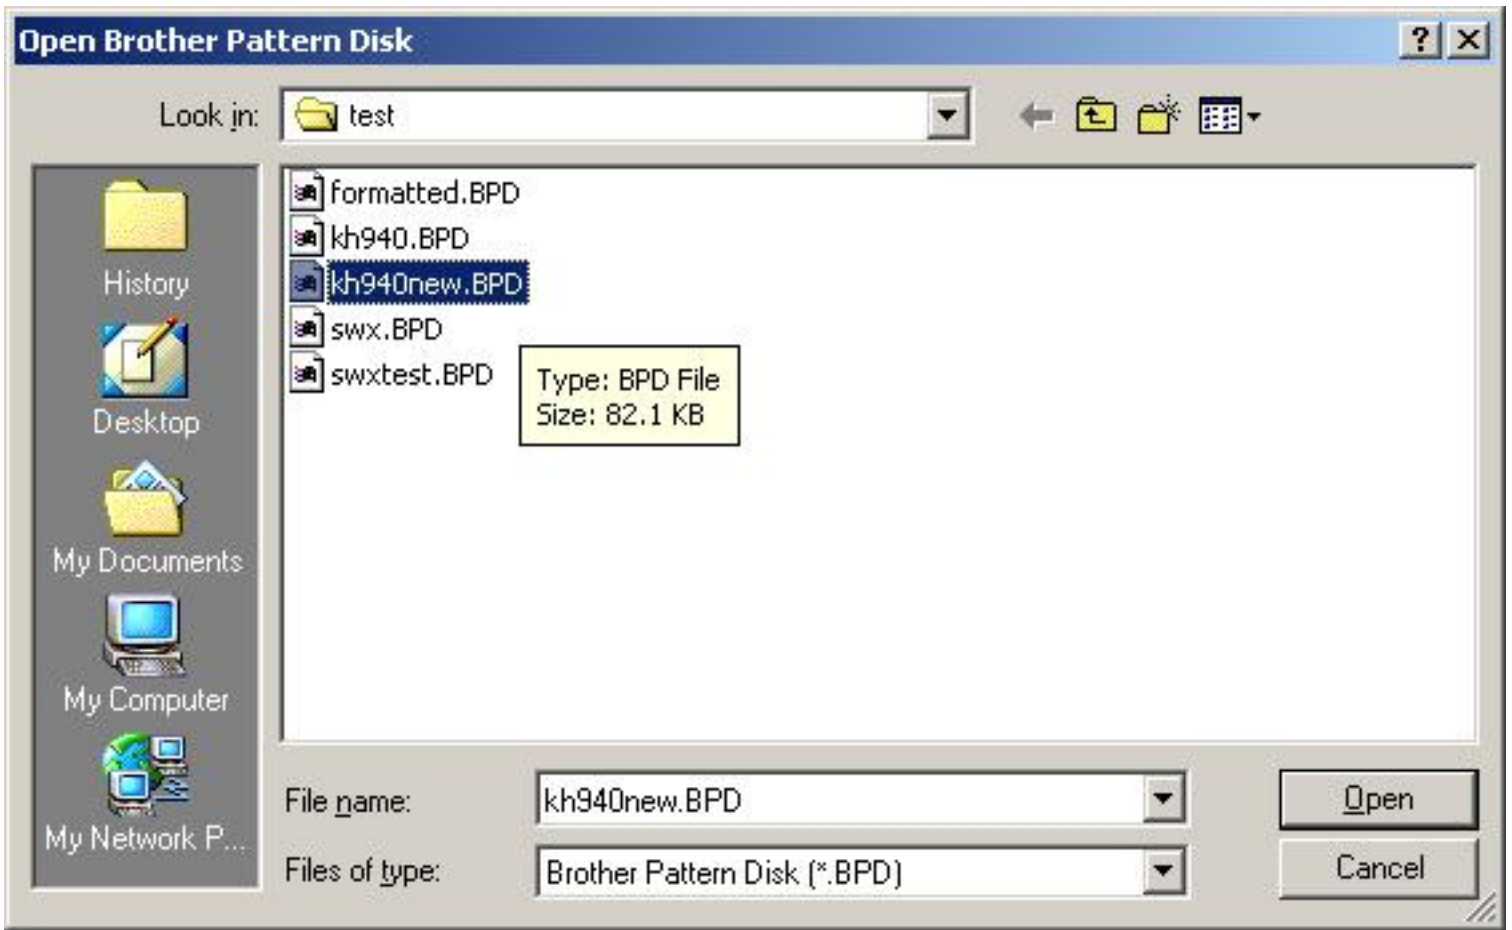 Open Brother Pattern Disk
Look in: test
formatted.BPD
kh940.BPD
kh940new.BPD
swx.BPD
swxtest.BPD
Type: BPD File
Size: 82.1 KB
History
Desktop
My Documents
My Computer
My Network P...
File name: kh940new.BPD Open
Files of type: Brother Pattern Disk (*.BPD) Cancel